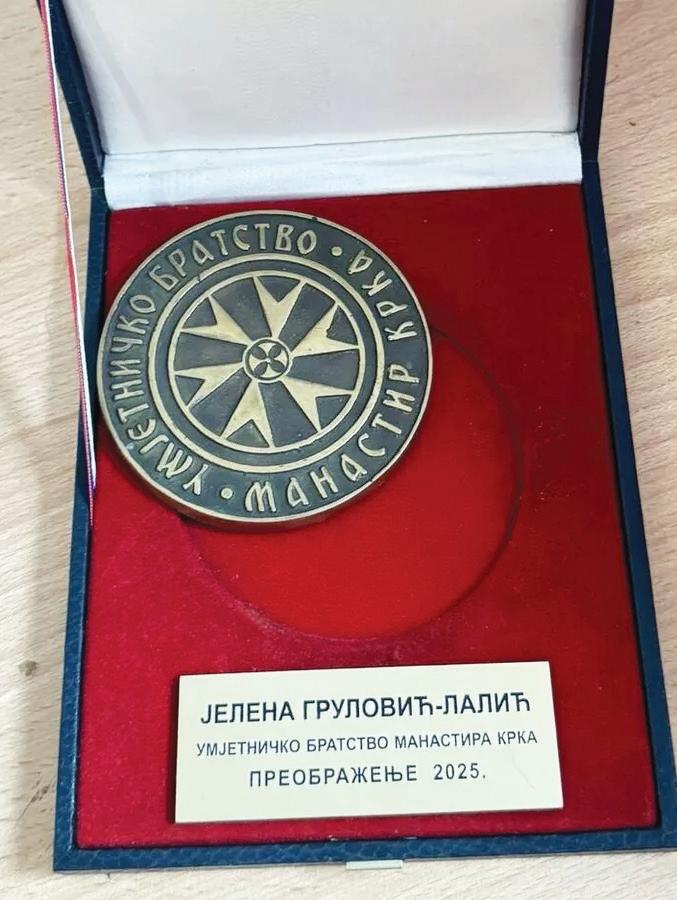 УМЈЕТНИЧКО БРАТСТВО • МАНАСТИР КРКА •
ЈЕЛЕНА ГРУЛОВИЋ-ЛАЛИЋ
УМЈЕТНИЧКО БРАТСТВО МАНАСТИРА КРКА
ПРЕОБРАЖЕЊЕ 2025.